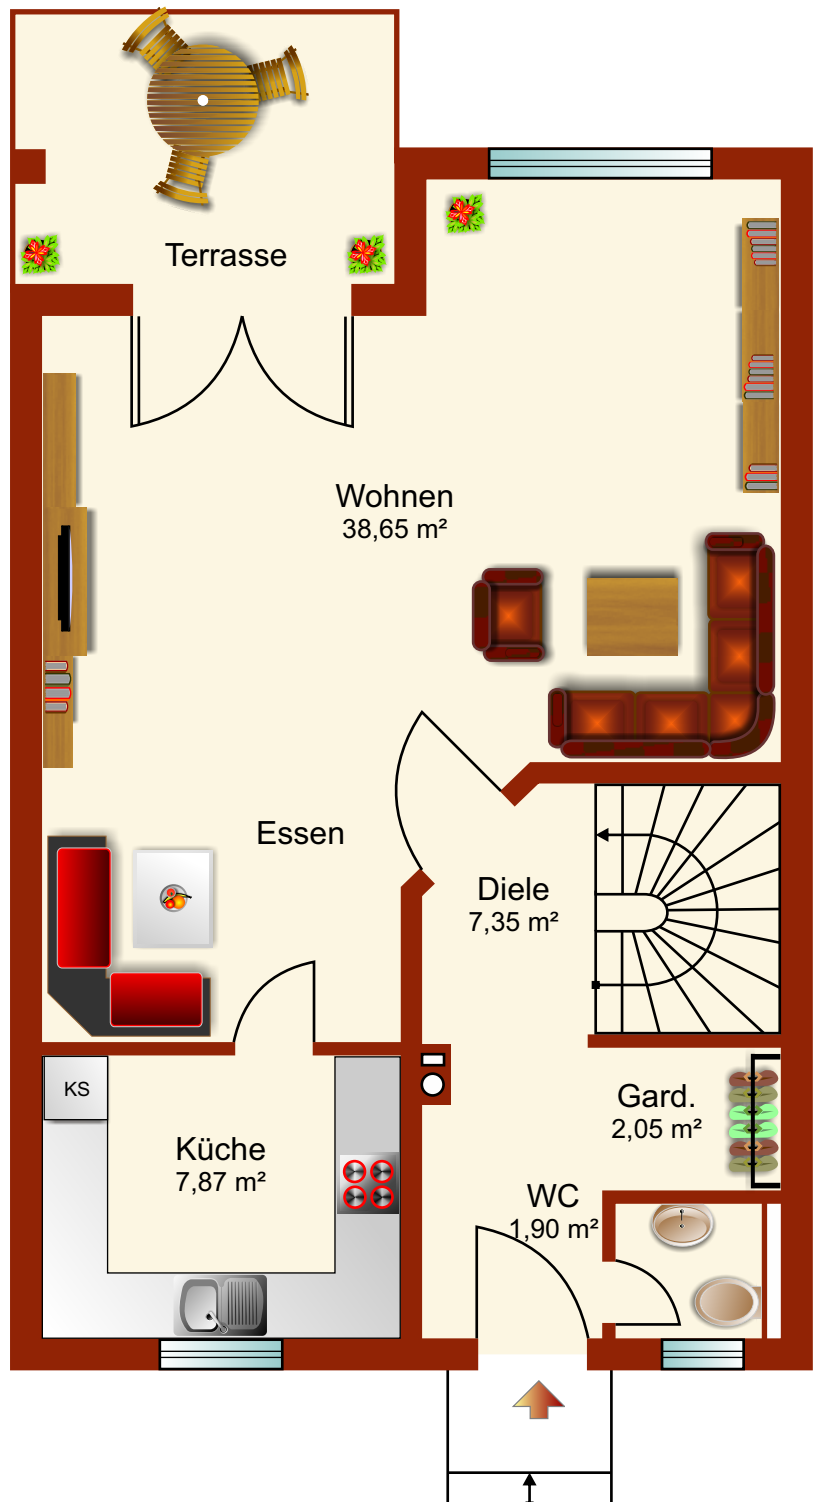 Terrasse
Wohnen
38,65 m²
Essen
Diele
7,35 m²
KS
Küche
7,87 m²
Gard.
2,05 m²
WC
1,90 m²